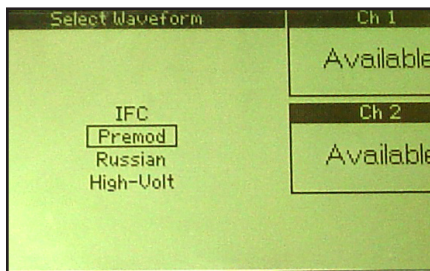 Select Waveform
Ch 1
Available
IFC
Premod
Russian
High-Volt
Ch 2
Available